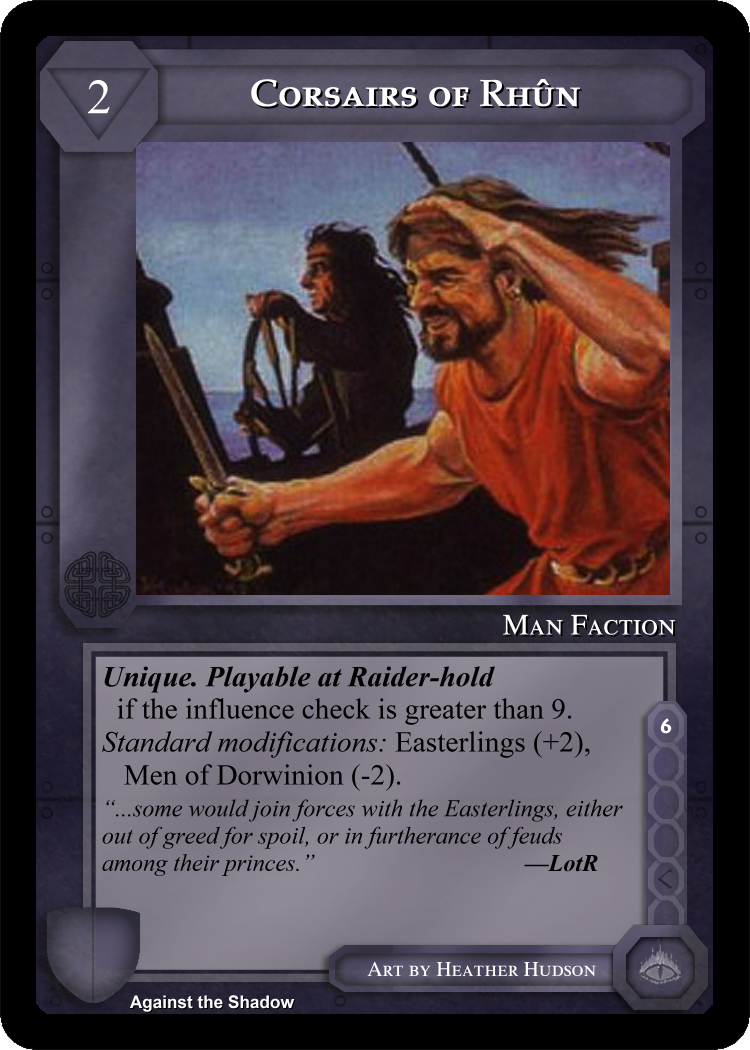 2
Corsairs of Rhûn
Man Faction
Unique. Playable at Raider-hold
if the influence check is greater than 9.
Standard modifications: Easterlings (+2),
Men of Dorwinion (-2).
“...some would join forces with the Easterlings, either
out of greed for spoil, or in furtherance of feuds
among their princes.” —LotR
6
Art by Heather Hudson
Against the Shadow